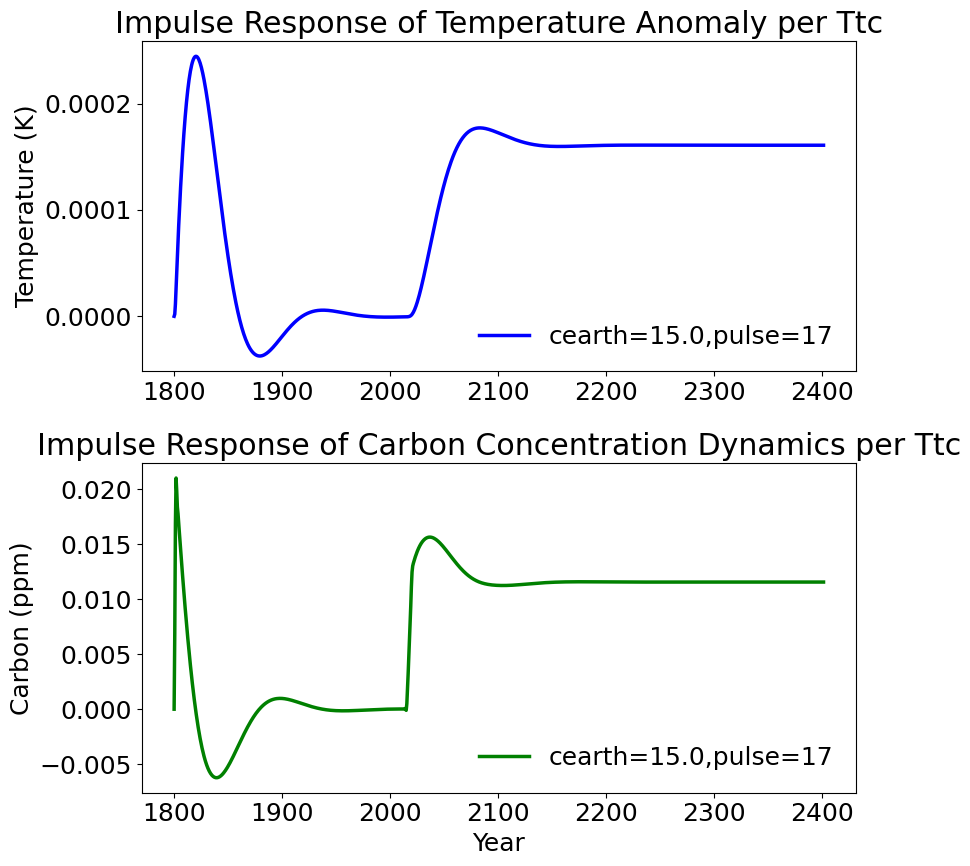 Impulse Response of Temperature Anomaly per Ttc
Temperature (K)
0.0002
0.0001
0.0000
cearth=15.0,pulse=17
1800 1900 2000 2100 2200 2300 2400
Impulse Response of Carbon Concentration Dynamics per Ttc
Carbon (ppm)
0.020
0.015
0.010
0.005
0.000
−0.005
cearth=15.0,pulse=17
1800 1900 2000 2100 2200 2300 2400
Year